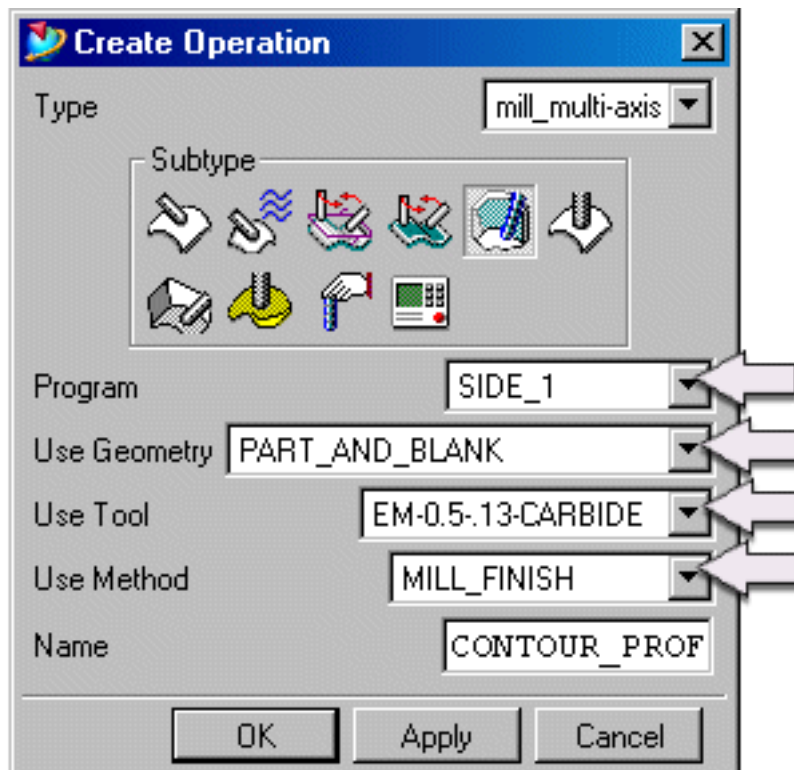 Create Operation
Type mill_multi-axis
Subtype
Program SIDE_1
Use Geometry PART_AND_BLANK
Use Tool EM-0.5-.13-CARBIDE
Use Method MILL_FINISH
Name CONTOUR_PROF
OK Apply Cancel